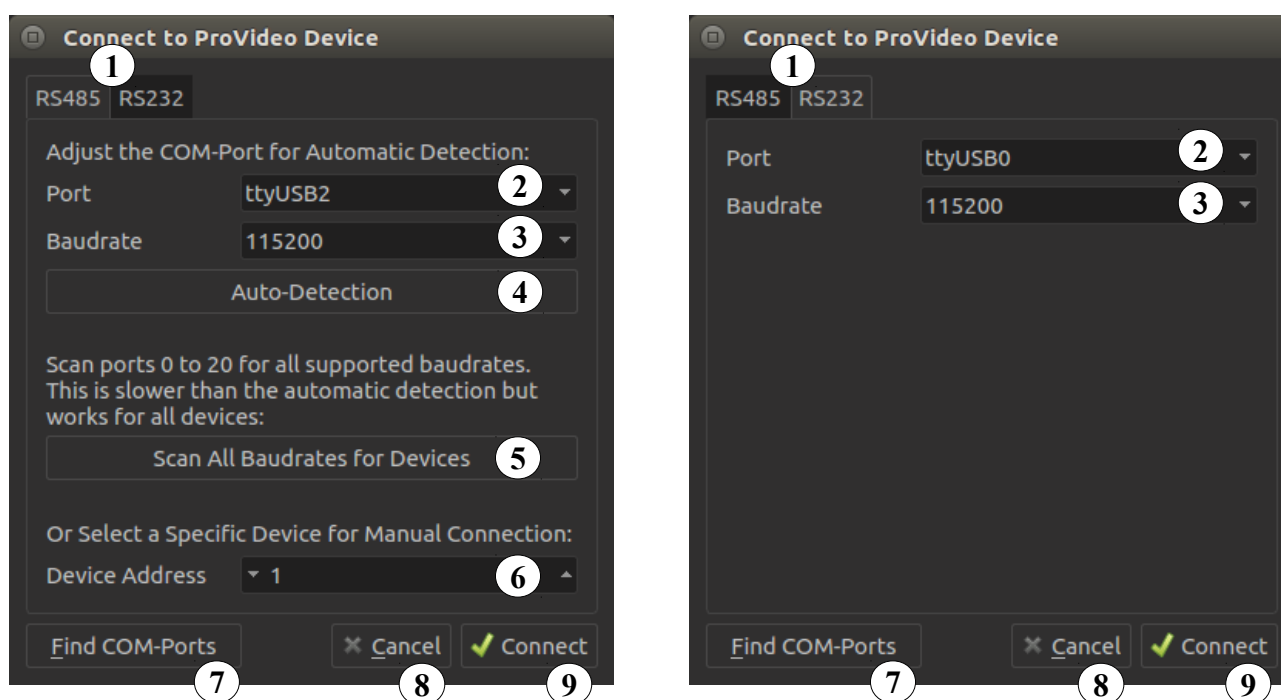 Connect to ProVideo Device
1
RS485 RS232
Adjust the COM-Port for Automatic Detection:
Port ttyUSB2 2
Baudrate 115200 3
Auto-Detection 4
Scan ports 0 to 20 for all supported baudrates.
This is slower than the automatic detection but
works for all devices:
Scan All Baudrates for Devices 5
Or Select a Specific Device for Manual Connection:
Device Address 1 6
Find COM-Ports Cancel Connect
7 8 9
Connect to ProVideo Device
1
RS485 RS232
Port ttyUSB0 2
Baudrate 115200 3
Find COM-Ports Cancel Connect
7 8 9